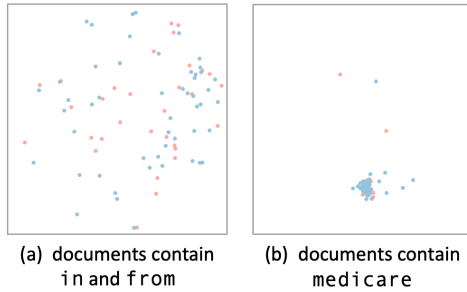 (a) documents contain
in and from
(b) documents contain
medicare